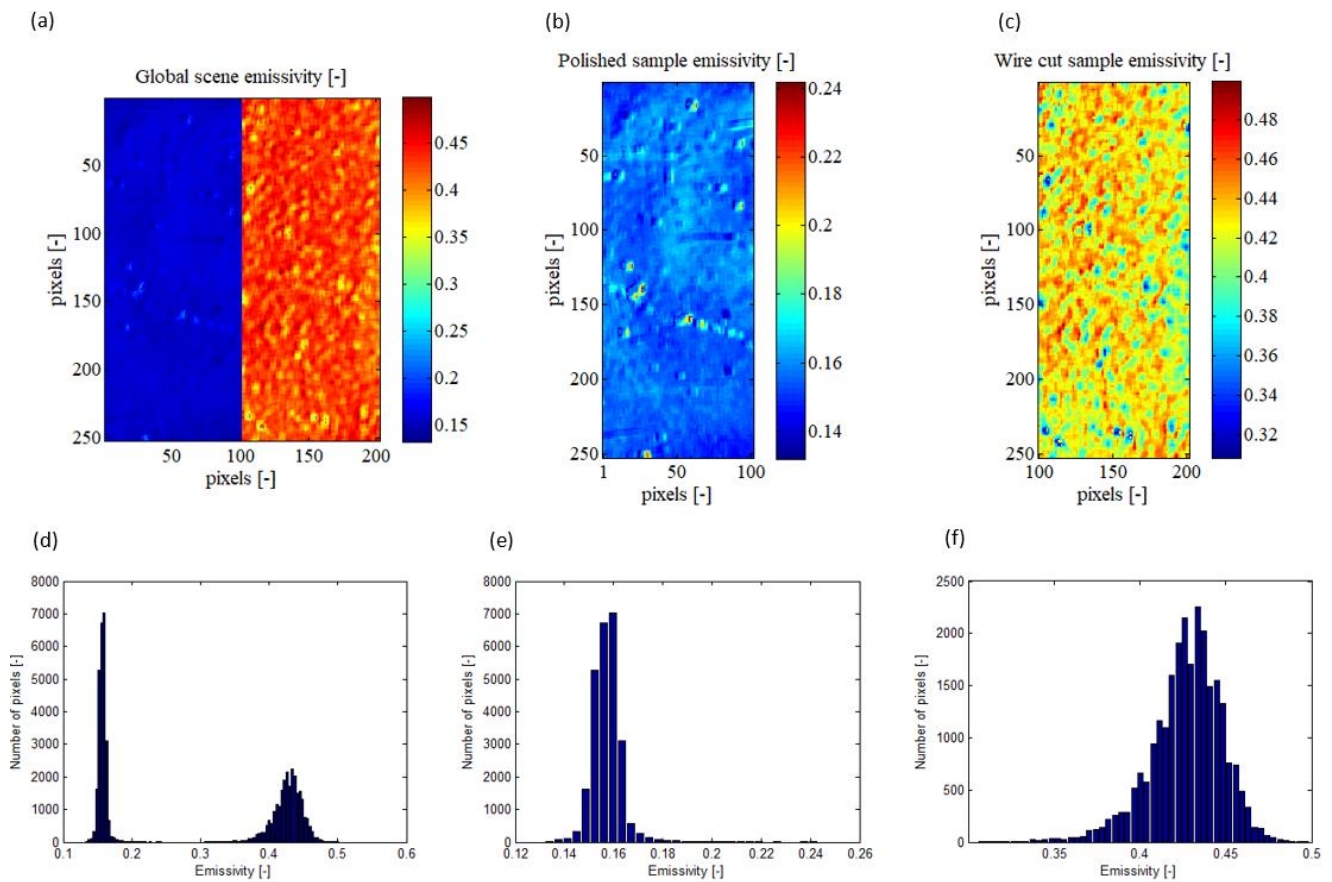 (a)
(b)
(c)
Global scene emissivity [-]
Polished sample emissivity [-]
Wire cut sample emissivity [-]
pixels [-]
50
100
150
200
250
50 100 150 200
pixels [-]
0.45
0.4
0.35
0.3
0.25
0.2
0.15
pixels [-]
50
100
150
200
250
1 50 100
pixels [-]
0.24
0.22
0.2
0.18
0.16
0.14
pixels [-]
50
100
150
200
250
100 150 200
pixels [-]
0.48
0.46
0.44
0.42
0.4
0.38
0.36
0.34
0.32
(d)
(e)
(f)
Number of pixels [-]
8000
7000
6000
5000
4000
3000
2000
1000
0
0.1 0.2 0.3 0.4 0.5 0.6
Emissivity [-]
Number of pixels [-]
8000
7000
6000
5000
4000
3000
2000
1000
0
0.12 0.14 0.16 0.18 0.2 0.22 0.24 0.26
Emissivity [-]
Number of pixels [-]
2500
2000
1500
1000
500
0
0.35 0.4 0.45 0.5
Emissivity [-]